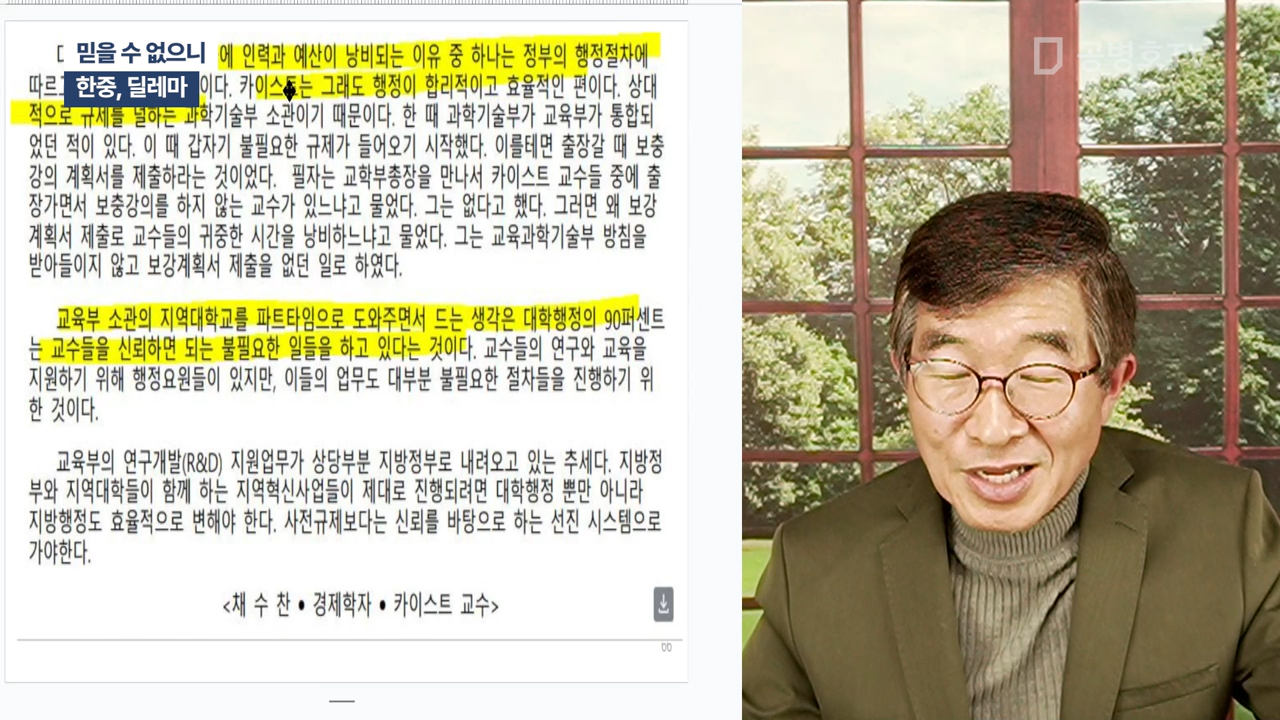 믿을 수 없으니
한중, 딜레마
에 인력과 예산이 낭비되는 이유 중 하나는 정부의 행정절차에
따르 이다. 카이스트는 그래도 행정이 합리적이고 효율적인 편이다. 상대
적으로 규제를 덜하는 과학기술부 소관이기 때문이다. 한 때 과학기술부가 교육부가 통합되
었던 적이 있다. 이 때 갑자기 불필요한 규제가 들어오기 시작했다. 이를테면 출장갈 때 보충
강의 계획서를 제출하라는 것이었다. 필자는 교학부총장을 만나서 카이스트 교수들 중에 출
장가면서 보충강의를 하지 않는 교수가 있느냐고 물었다. 그는 없다고 했다. 그러면 왜 보강
계획서 제출로 교수들의 귀중한 시간을 낭비하느냐고 물었다. 그는 교육과학기술부 방침을
받아들이지 않고 보강계획서 제출을 없던 일로 하였다.
교육부 소관의 지역대학교를 파트타임으로 도와주면서 드는 생각은 대학행정의 90퍼센트
는 교수들을 신뢰하면 되는 불필요한 일들을 하고 있다는 것이다. 교수들의 연구와 교육을
지원하기 위해 행정요원들이 있지만, 이들의 업무도 대부분 불필요한 절차들을 진행하기 위
한 것이다.
교육부의 연구개발(R&D) 지원업무가 상당부분 지방정부로 내려오고 있는 추세다. 지방정
부와 지역대학들이 함께 하는 지역혁신사업들이 제대로 진행되려면 대학행정 뿐만 아니라
지방행정도 효율적으로 변해야 한다. 사전규제보다는 신뢰를 바탕으로 하는 선진 시스템으로
가야한다.
<채 수 찬 • 경제학자 • 카이스트 교수>
공병호